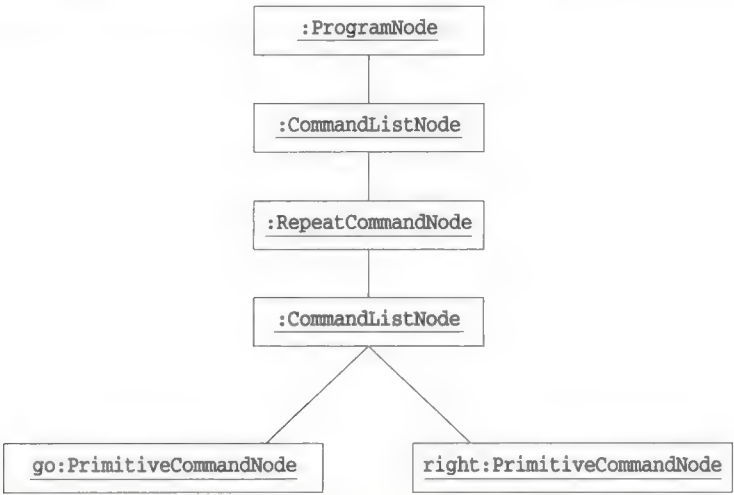 :ProgramNode
:CommandListNode
:RepeatCommandNode
:CommandListNode
go:PrimitiveCommandNode
right:PrimitiveCommandNode